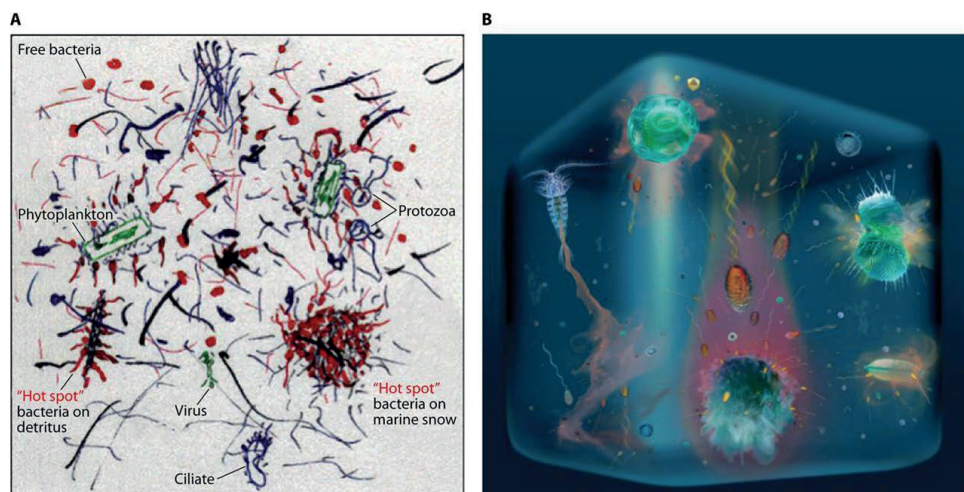 A
B
Free bacteria
Phytoplankton
Protozoa
"Hot spot"
bacteria on
detritus
Virus
"Hot spot"
bacteria on
marine snow
Ciliate